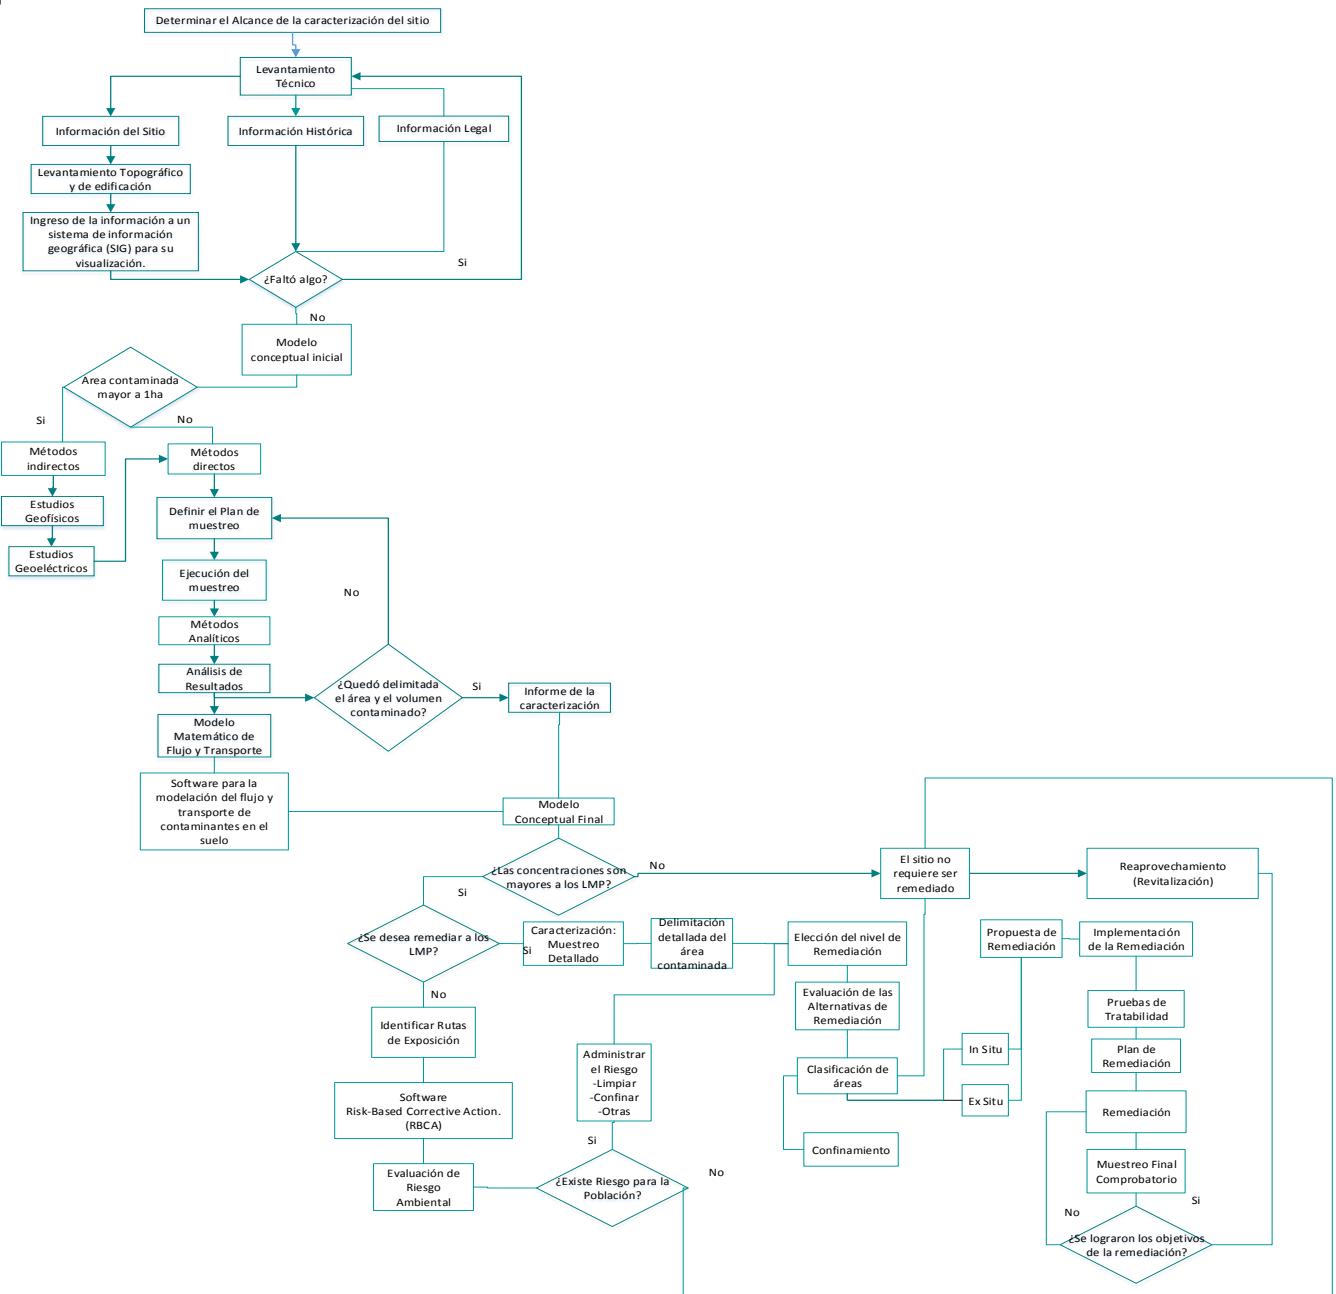 Determinar el Alcance de la caracterización del sitio
Levantamiento
Técnico
Información del Sitio
Información Histórica
Información Legal
Levantamiento Topográfico
y de edificación
Ingreso de la información a un
sistema de información
geográfica (SIG) para su
visualización.
¿Faltó algo?
Si
No
Modelo
conceptual inicial
Area contaminada
mayor a 1ha
Si
No
Métodos
indirectos
Métodos
directos
Estudios
Geofísicos
Estudios
Geoeléctricos
Definir el Plan de
muestreo
Ejecución del
muestreo
No
Métodos
Analíticos
Análisis de
Resultados
¿Quedó delimitada
el área y el volumen
contaminado?
Si
Informe de la
caracterización
Modelo
Matemático de
Flujo y Transporte
Software para la
modelación del flujo y
transporte de
contaminantes en el
suelo
Modelo
Conceptual Final
¿Las concentraciones son
mayores a los LMP?
No
El sitio no
requiere ser
remediado
Reaprovechamiento
(Revitalización)
Si
¿Se desea remediar a los
LMP?
Si
Caracterización:
Muestreo
Detallado
Delimitación
detallada del
área
contaminada
Elección del nivel de
Remediación
Propuesta de
Remediación
Implementación
de la Remediación
No
Evaluación de las
Alternativas de
Remediación
Pruebas de
Tratabilidad
Identificar Rutas
de Exposición
Administrar
el Riesgo
-Limpiar
-Confinar
-Otras
Clasificación de
áreas
In Situ
Ex Situ
Plan de
Remediación
Software
Risk-Based Corrective Action.
(RBCA)
Remediación
Confinamiento
Si
Evaluación de
Riesgo
Ambiental
¿Existe Riesgo para la
Población?
No
Muestreo Final
Comprobatorio
No
Si
¿Se lograron los objetivos
de la remediación?